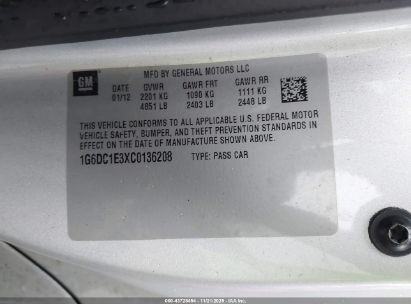 GM
MFD BY GENERAL MOTORS LLC
DATE GVWR GAWR FRT GAWR RR
01/12 2201 KG 1090 KG 1111 KG
4851 LB 2403 LB 2448 LB
THIS VEHICLE CONFORMS TO ALL APPLICABLE U.S. FEDERAL MOTOR
VEHICLE SAFETY, BUMPER, AND THEFT PREVENTION STANDARDS IN
EFFECT ON THE DATE OF MANUFACTURE SHOWN ABOVE.
1G6DC1E3XC0136208 TYPE: PASS CAR